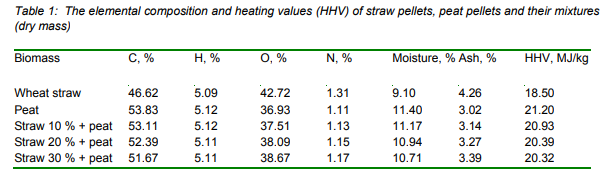 Table 1: The elemental composition and heating values (HHV) of straw pellets, peat pellets and their mixtures
(dry mass)
Biomass C, % H, % O, % N, % Moisture, % Ash, % HHV, MJ/kg
Wheat straw 46.62 5.09 42.72 1.31 9.10 4.26 18.50
Peat 53.83 5.12 36.93 1.11 11.40 3.02 21.20
Straw 10 % + peat 53.11 5.12 37.51 1.13 11.17 3.14 20.93
Straw 20 % + peat 52.39 5.11 38.09 1.15 10.94 3.27 20.39
Straw 30 % + peat 51.67 5.11 38.67 1.17 10.71 3.39 20.32